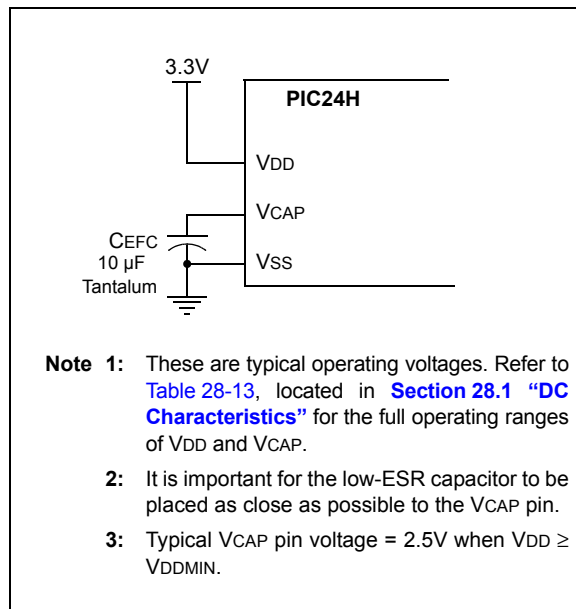 3.3V
PIC24H
VDD
VCAP
CEFC
10 µF
Tantalum
VSS
Note 1: These are typical operating voltages. Refer to
Table 28-13, located in Section 28.1 “DC
Characteristics” for the full operating ranges
of VDD and VCAP.
2: It is important for the low-ESR capacitor to be
placed as close as possible to the VCAP pin.
3: Typical VCAP pin voltage = 2.5V when VDD ≥
VDDMIN.